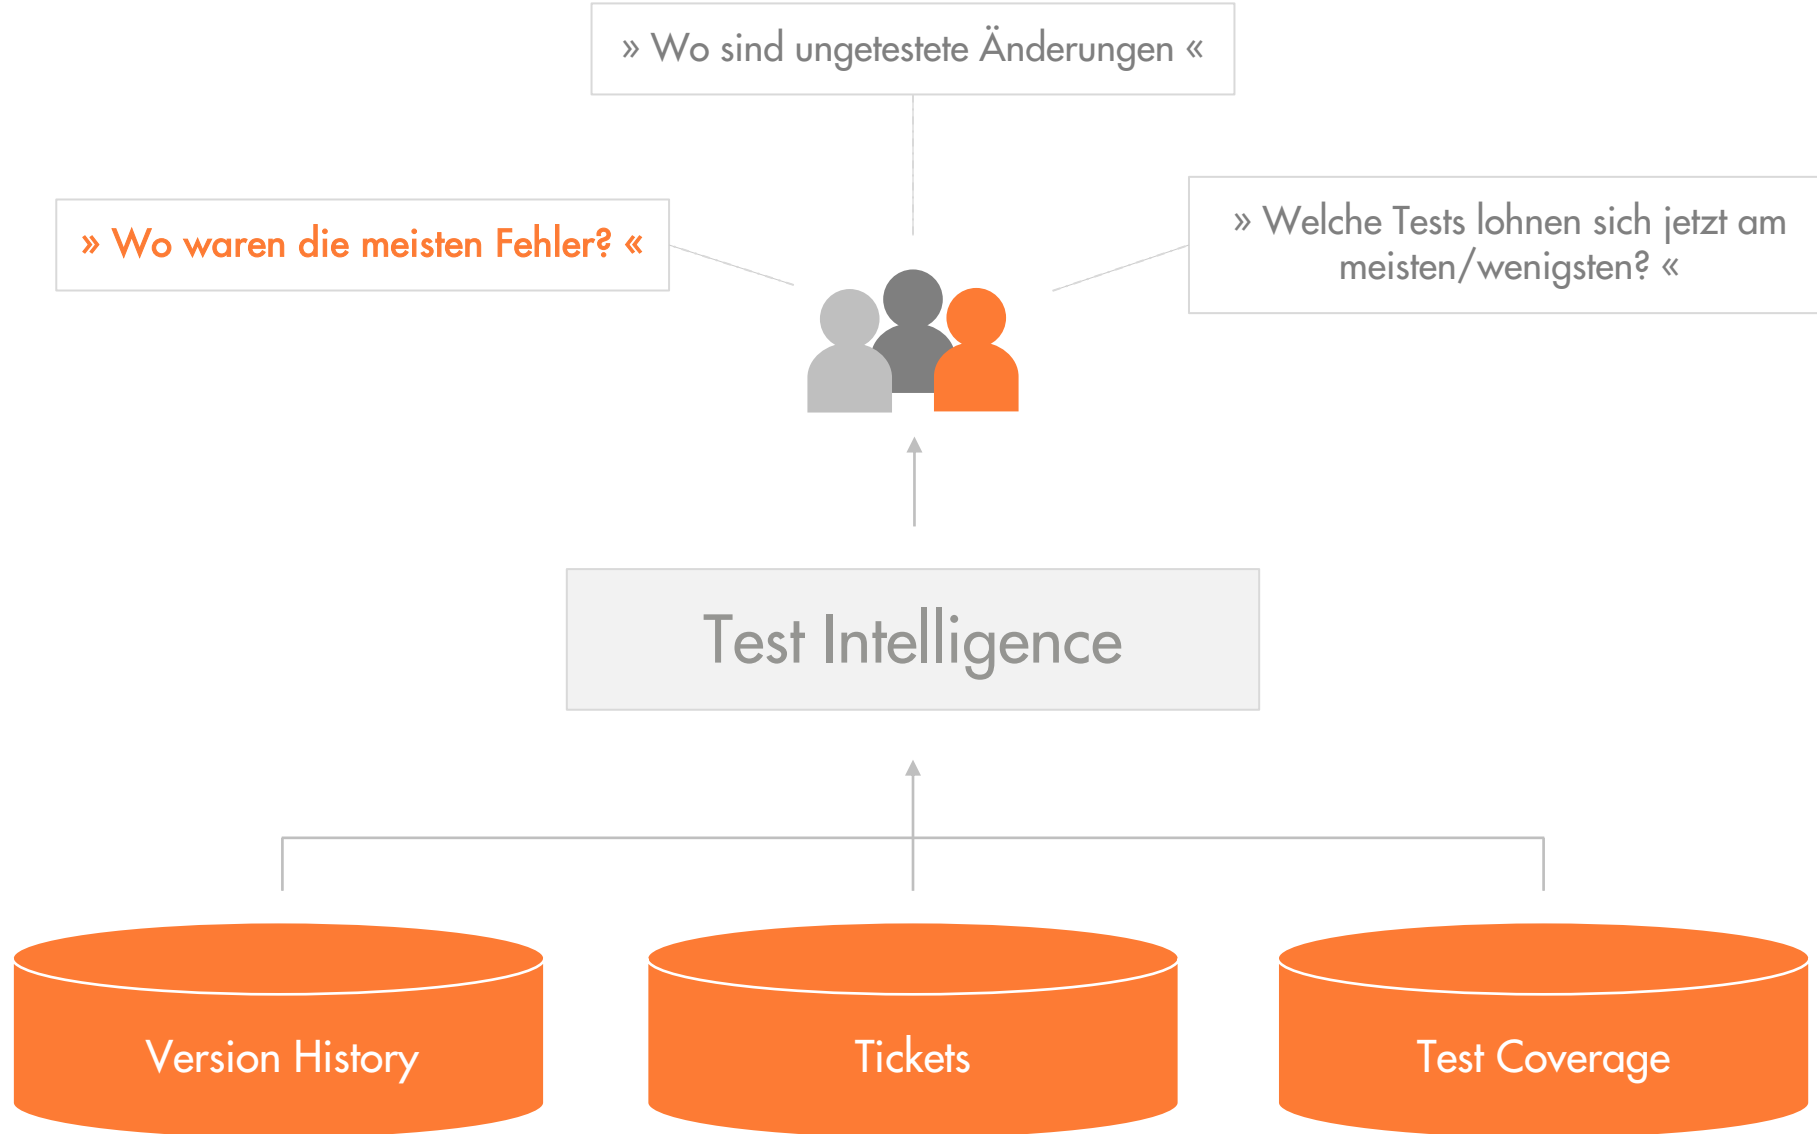 » Wo sind ungetestete Änderungen «
» Wo waren die meisten Fehler? «
» Welche Tests lohnen sich jetzt am
meisten/wenigsten? «
Test Intelligence
Version History
Tickets
Test Coverage